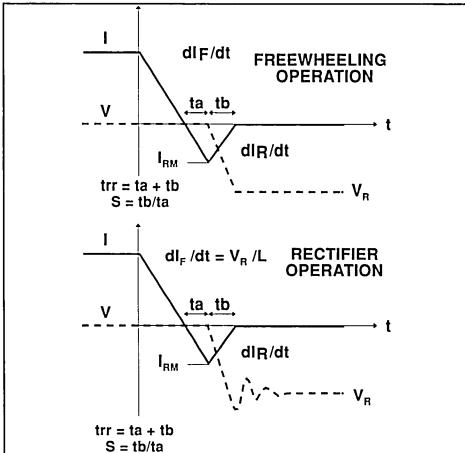 I
dIF/dt
FREEWHEELING
OPERATION
V
ta tb
t
IRM
dIR/dt
trr = ta + tb
S = tb/ta
VR
I
dIF/dt = VR/L
RECTIFIER
OPERATION
V
ta tb
t
IRM
dIR/dt
VR
trr = ta + tb
S = tb/ta